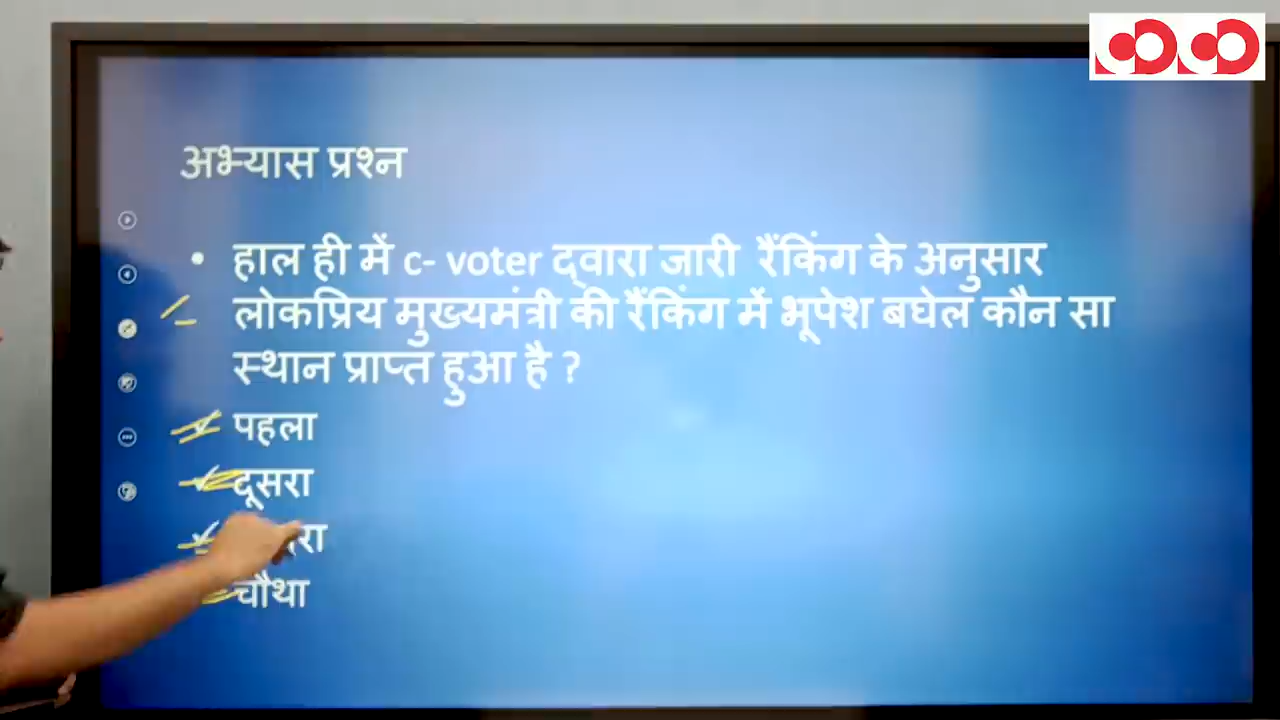 अभ्यास प्रश्न
• हाल ही में c- voter द्वारा जारी रैंकिंग के अनुसार
लोकप्रिय मुख्यमंत्री की रैंकिंग में भूपेश बघेल कौन सा
स्थान प्राप्त हुआ है ?
पहला
दूसरा
चौथा